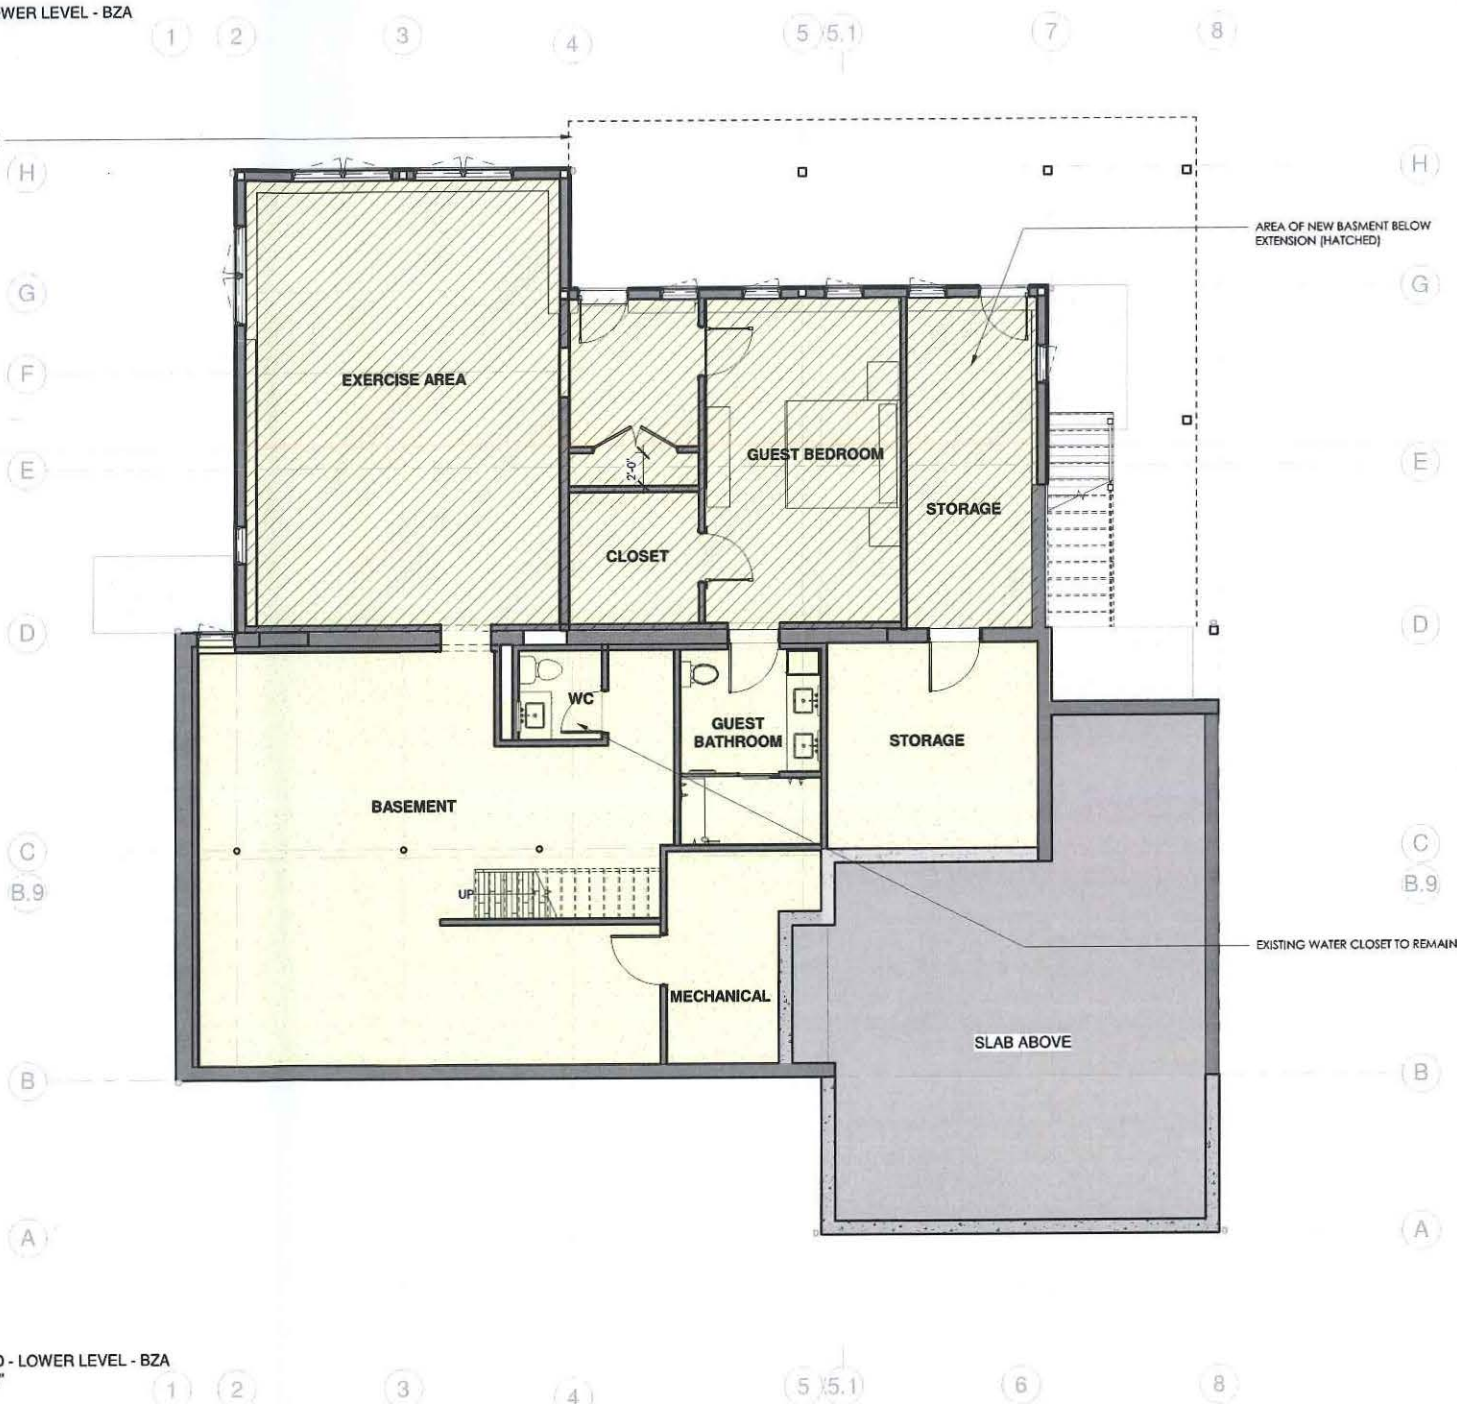 WER LEVEL - BZA
1 2 3 4 5 5.1 7 8
H H
AREA OF NEW BASMENT BELOW
EXTENSION (HATCHED)
G G
F
EXERCISE AREA
E E
GUEST BEDROOM
2'-0"
STORAGE
CLOSET
D D
WC
GUEST
BATHROOM
STORAGE
BASEMENT
C C
B.9 B.9
UP
EXISTING WATER CLOSET TO REMAIN
MECHANICAL
SLAB ABOVE
B B
A A
- LOWER LEVEL - BZA
1 2 3 4 5 5.1 6 8